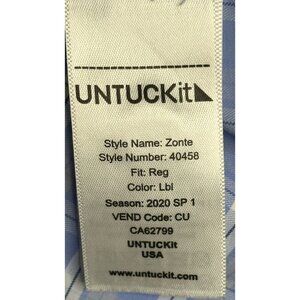 UNTUCKit
Style Name: Zonte
Style Number: 40458
Fit: Reg
Color: Lbl
Season: 2020 SP 1
VEND Code: CU
CA62799
UNTUCKit
USA
www.untuckit.com